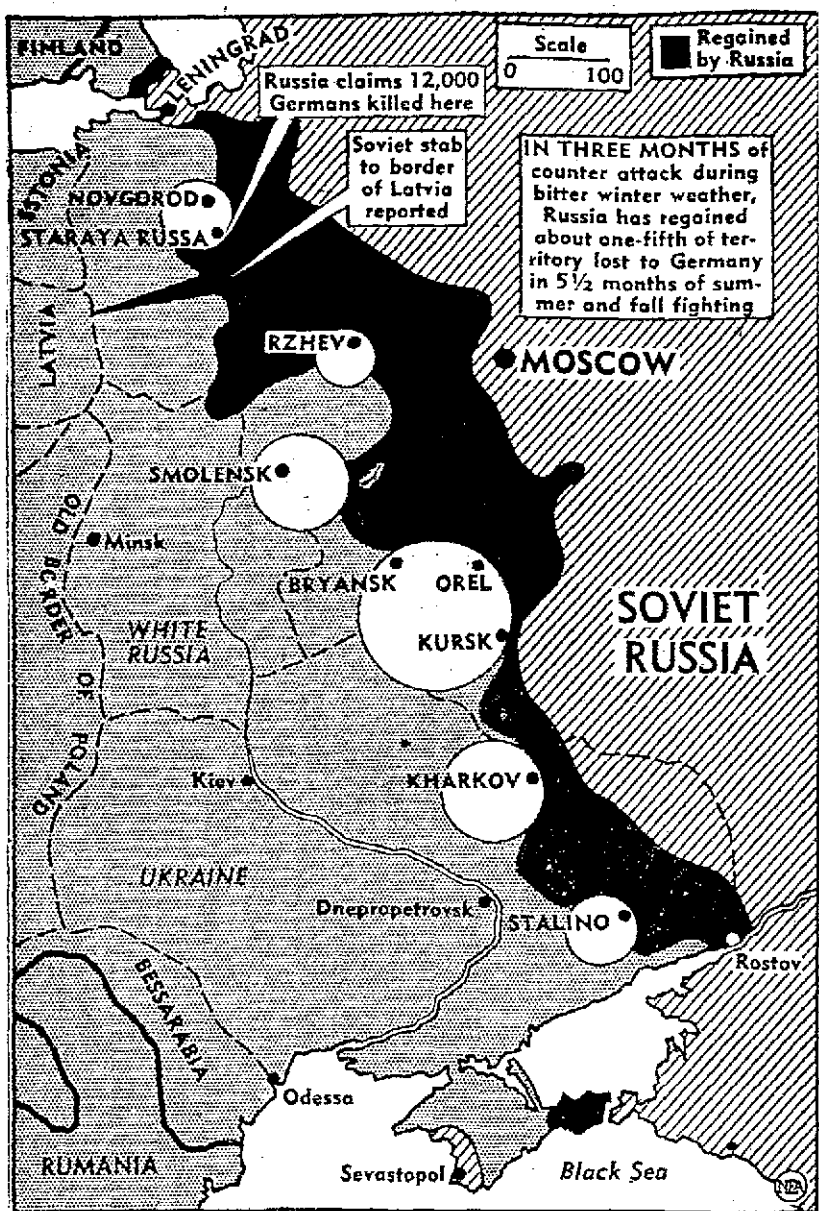 FINLAND
LENINGRAD
Scale
0 100
Regained
by Russia
Russia claims 12,000
Germans killed here
Soviet stab
to border
of Latvia
reported
IN THREE MONTHS of
counter attack during
bitter winter weather,
Russia has regained
about one-fifth of ter-
ritory lost to Germany
in 5½ months of sum-
mer and fall fighting
ESTONIA
NOVGOROD
STARAYA RUSSA
LATVIA
RZHEV
MOSCOW
SMOLENSK
OLD BORDER OF POLAND
Minsk
BRYANSK
OREL
WHITE
RUSSIA
KURSK
SOVIET
RUSSIA
Kiev
KHARKOV
UKRAINE
Dnepropetrovsk
STALINO
Rostov
BESSARABIA
Odessa
RUMANIA
Sevastopol
Black Sea
NEA